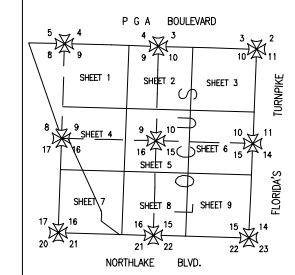 P G A BOULEVARD
5 4 4 3 3 2
8 9 9 10 10 11
SHEET 1 SHEET 2 SHEET 3
TURNPIKE
8 9 9 10 10 11
17 16 16 15 15 14
SHEET 4 SHEET 5 SHEET 6
FLORIDA'S
SHEET 7 SHEET 8 SHEET 9
17 16 16 15 15 14
20 21 21 22 22 23
NORTHLAKE BLVD.